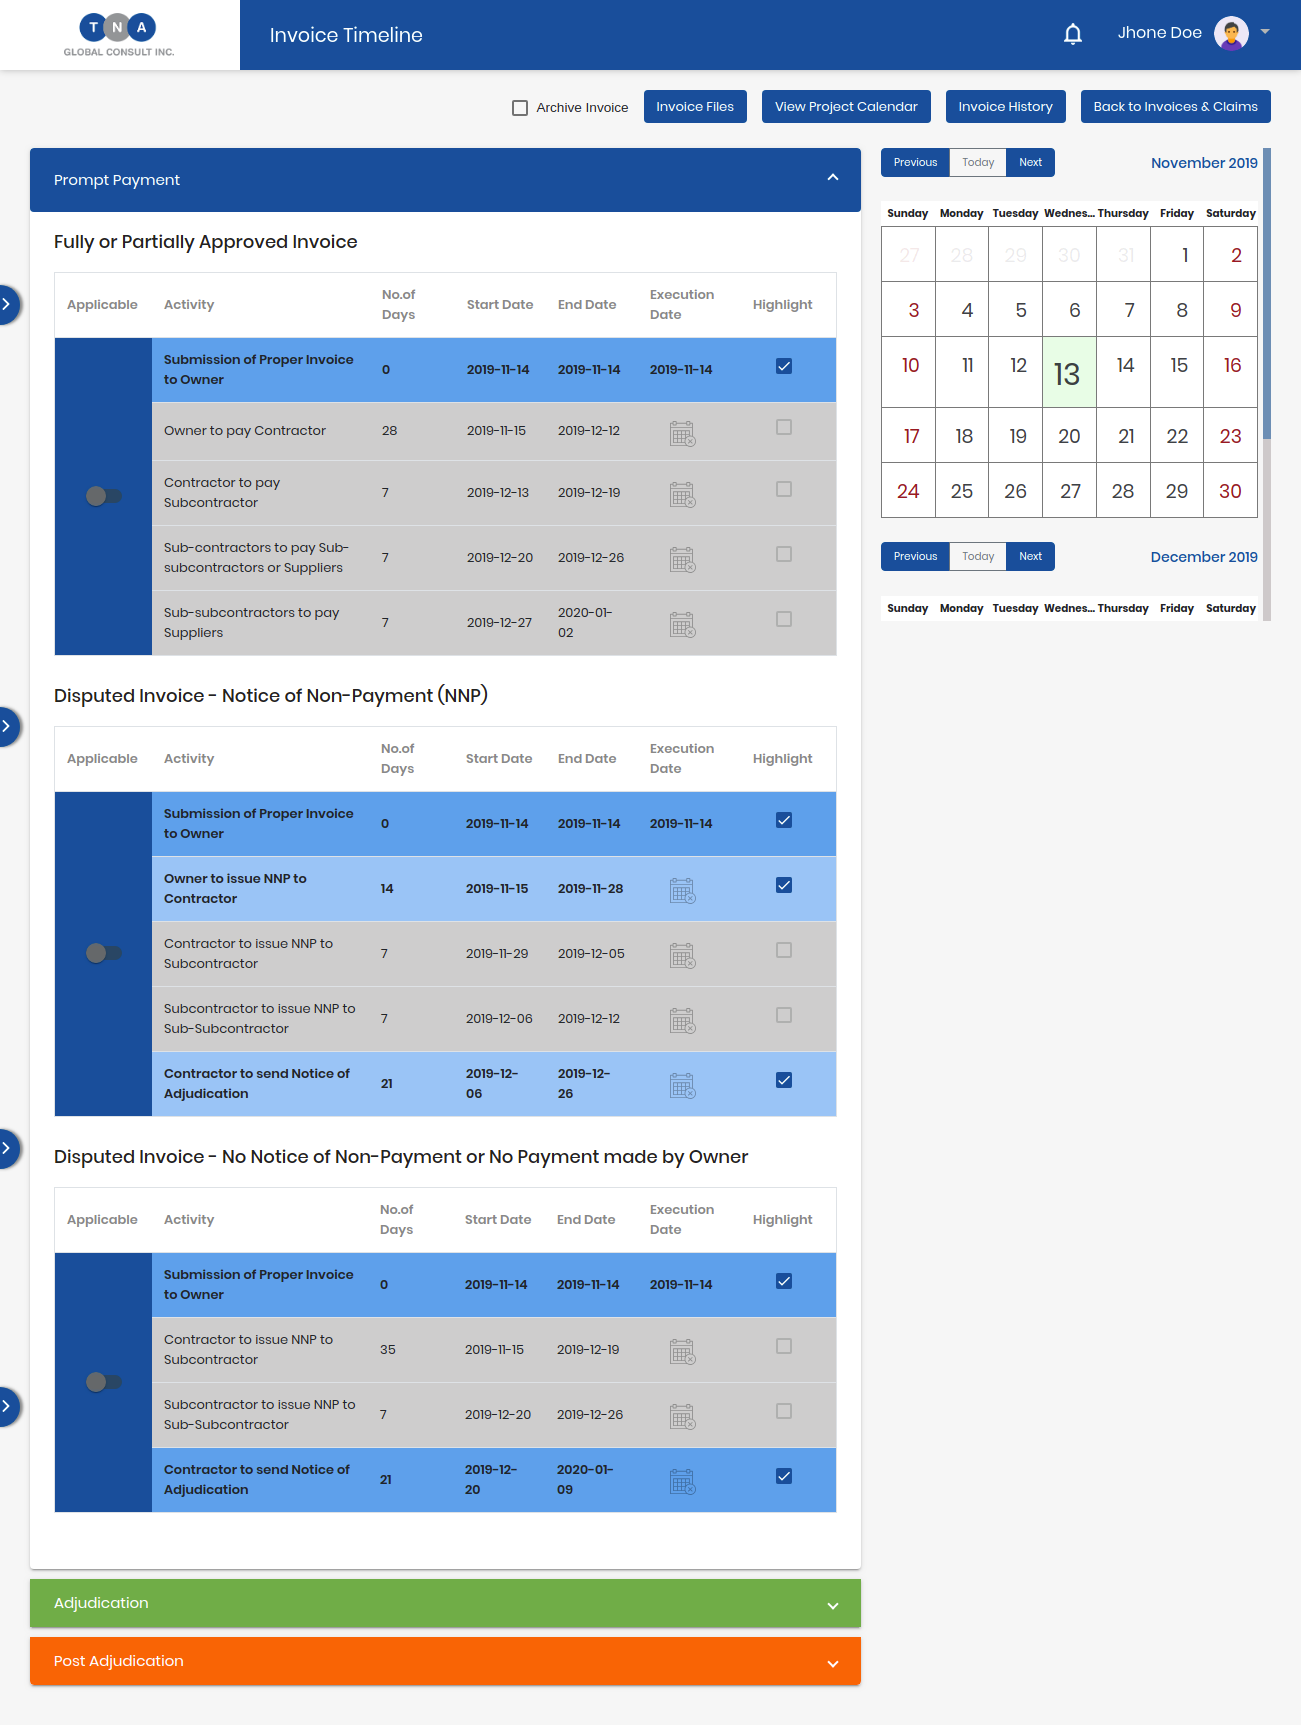 TNA
GLOBAL CONSULT INC.
Invoice Timeline
Jhone Doe
Archive Invoice
Invoice Files
View Project Calendar
Invoice History
Back to Invoices & Claims
Prompt Payment
Fully or Partially Approved Invoice
Applicable Activity No.of Days Start Date End Date Execution Date Highlight
Submission of Proper Invoice to Owner 0 2019-11-14 2019-11-14 2019-11-14
Owner to pay Contractor 28 2019-11-15 2019-12-12
Contractor to pay Subcontractor 7 2019-12-13 2019-12-19
Sub-contractors to pay Sub-subcontractors or Suppliers 7 2019-12-20 2019-12-26
Sub-subcontractors to pay Suppliers 7 2019-12-27 2020-01-02
Disputed Invoice - Notice of Non-Payment (NNP)
Applicable Activity No.of Days Start Date End Date Execution Date Highlight
Submission of Proper Invoice to Owner 0 2019-11-14 2019-11-14 2019-11-14
Owner to issue NNP to Contractor 14 2019-11-15 2019-11-28
Contractor to issue NNP to Subcontractor 7 2019-11-29 2019-12-05
Subcontractor to issue NNP to Sub-Subcontractor 7 2019-12-06 2019-12-12
Contractor to send Notice of Adjudication 21 2019-12-06 2019-12-26
Disputed Invoice - No Notice of Non-Payment or No Payment made by Owner
Applicable Activity No.of Days Start Date End Date Execution Date Highlight
Submission of Proper Invoice to Owner 0 2019-11-14 2019-11-14 2019-11-14
Contractor to issue NNP to Subcontractor 35 2019-11-15 2019-12-19
Subcontractor to issue NNP to Sub-Subcontractor 7 2019-12-20 2019-12-26
Contractor to send Notice of Adjudication 21 2019-12-20 2020-01-09
Adjudication
Post Adjudication
Previous Today Next November 2019
Sunday Monday Tuesday Wednes... Thursday Friday Saturday
27 28 29 30 31 1 2
3 4 5 6 7 8 9
10 11 12 13 14 15 16
17 18 19 20 21 22 23
24 25 26 27 28 29 30
Previous Today Next December 2019
Sunday Monday Tuesday Wednes... Thursday Friday Saturday